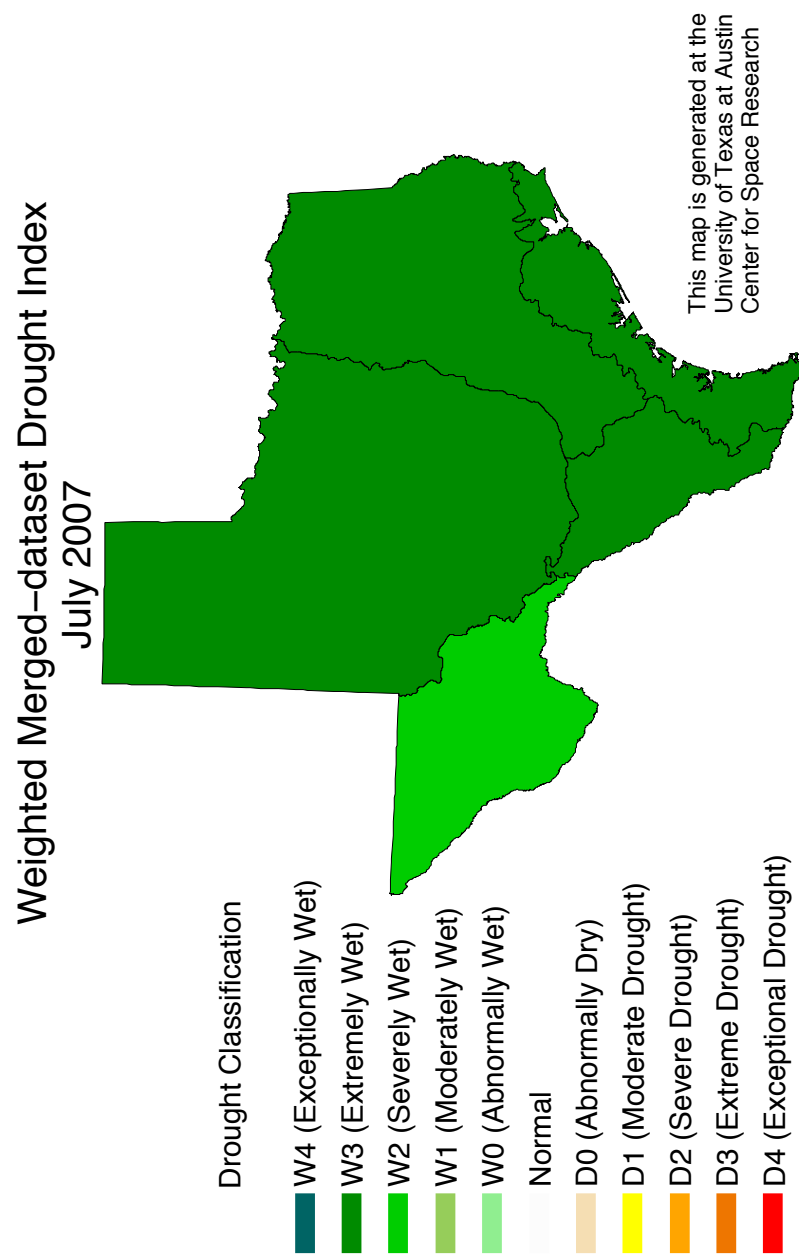 Weighted Merged–dataset Drought Index
July 2007
Drought Classification
W4 (Exceptionally Wet)
W3 (Extremely Wet)
W2 (Severely Wet)
W1 (Moderately Wet)
W0 (Abnormally Wet)
Normal
D0 (Abnormally Dry)
D1 (Moderate Drought)
D2 (Severe Drought)
D3 (Extreme Drought)
D4 (Exceptional Drought)
This map is generated at the
University of Texas at Austin
Center for Space Research